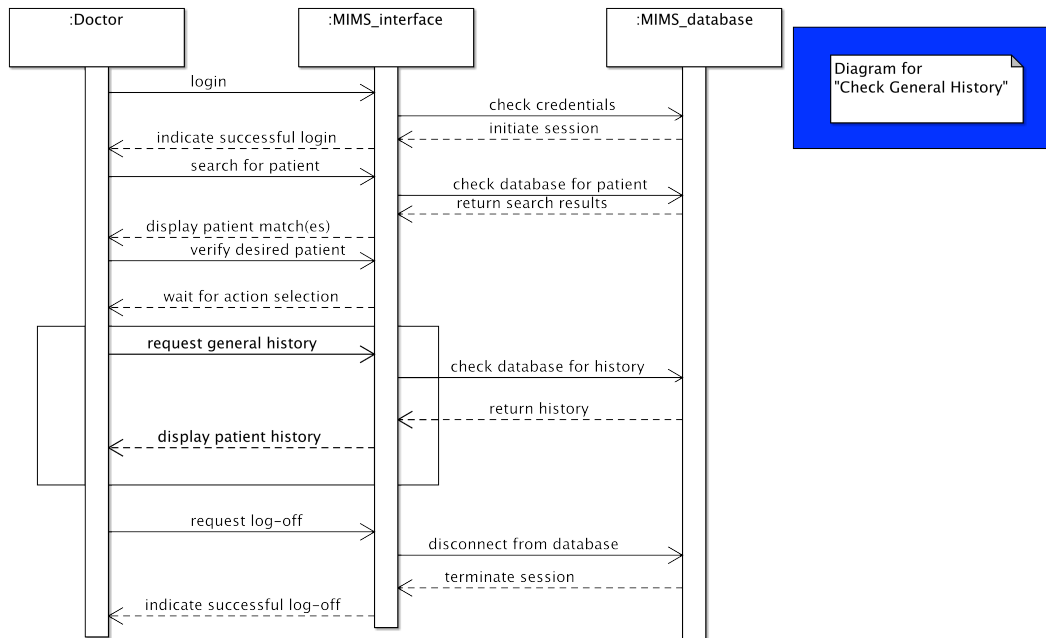 :Doctor
:MIMS_interface
:MIMS_database
Diagram for
"Check General History"
login
check credentials
initiate session
indicate successful login
search for patient
check database for patient
return search results
display patient match(es)
verify desired patient
wait for action selection
request general history
check database for history
return history
display patient history
request log-off
disconnect from database
terminate session
indicate successful log-off